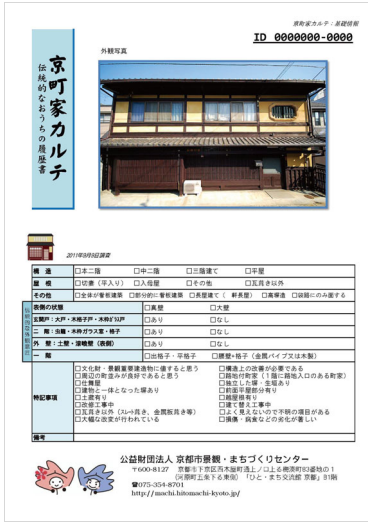 京町家カルテ：基礎情報
ID 0000000-0000
外観写真
京町家カルテ
伝統的なおうちの履歴書
2011年9月9日調査
構 造 □本二階 □中二階 □三階建て □平屋
屋 根 □切妻（平入り） □入母屋 □その他 □瓦葺き以外
その他 □全体が看板建築 □部分的に看板建築 □長屋建て（ 軒長屋） □高塀造 □袋路にのみ面する
表側の状態 □真壁 □大壁
玄関戸：大戸・木格子戸・木枠ガラス戸 □あり □なし
二 階：虫籠・木枠ガラス窓・格子 □あり □なし
外 壁：土壁・漆喰壁（表側） □あり □なし
一 階 □出格子・平格子 □腰壁+格子（金属パイプ又は木製）
特記事項
□文化財・景観重要建造物に値すると思う
□周辺の町並みが良好であると思う
□仕舞屋
□建物と一体となった塀あり
□土蔵有り
□改修工事中
□瓦葺き以外（スレート葺き、金属板葺き等）
□大幅な改変が行われている
□構造上の改善が必要である
□路地付町家（1階に路地入口のある町家）
□独立した塀・生垣あり
□前面平屋部分有り
□越屋根有り
□建て替え工事中
□よく見えないので不明の項目がある
□損傷・病食などの劣化が著しい
備考
公益財団法人 京都市景観・まちづくりセンター
〒600-8127 京都市下京区西木屋町通上ノ口上る梅湊町83番地の1
（河原町五条下る東側）「ひと・まち交流館 京都」B1階
☎075-354-8701
http://machi.hitomachi-kyoto.jp/